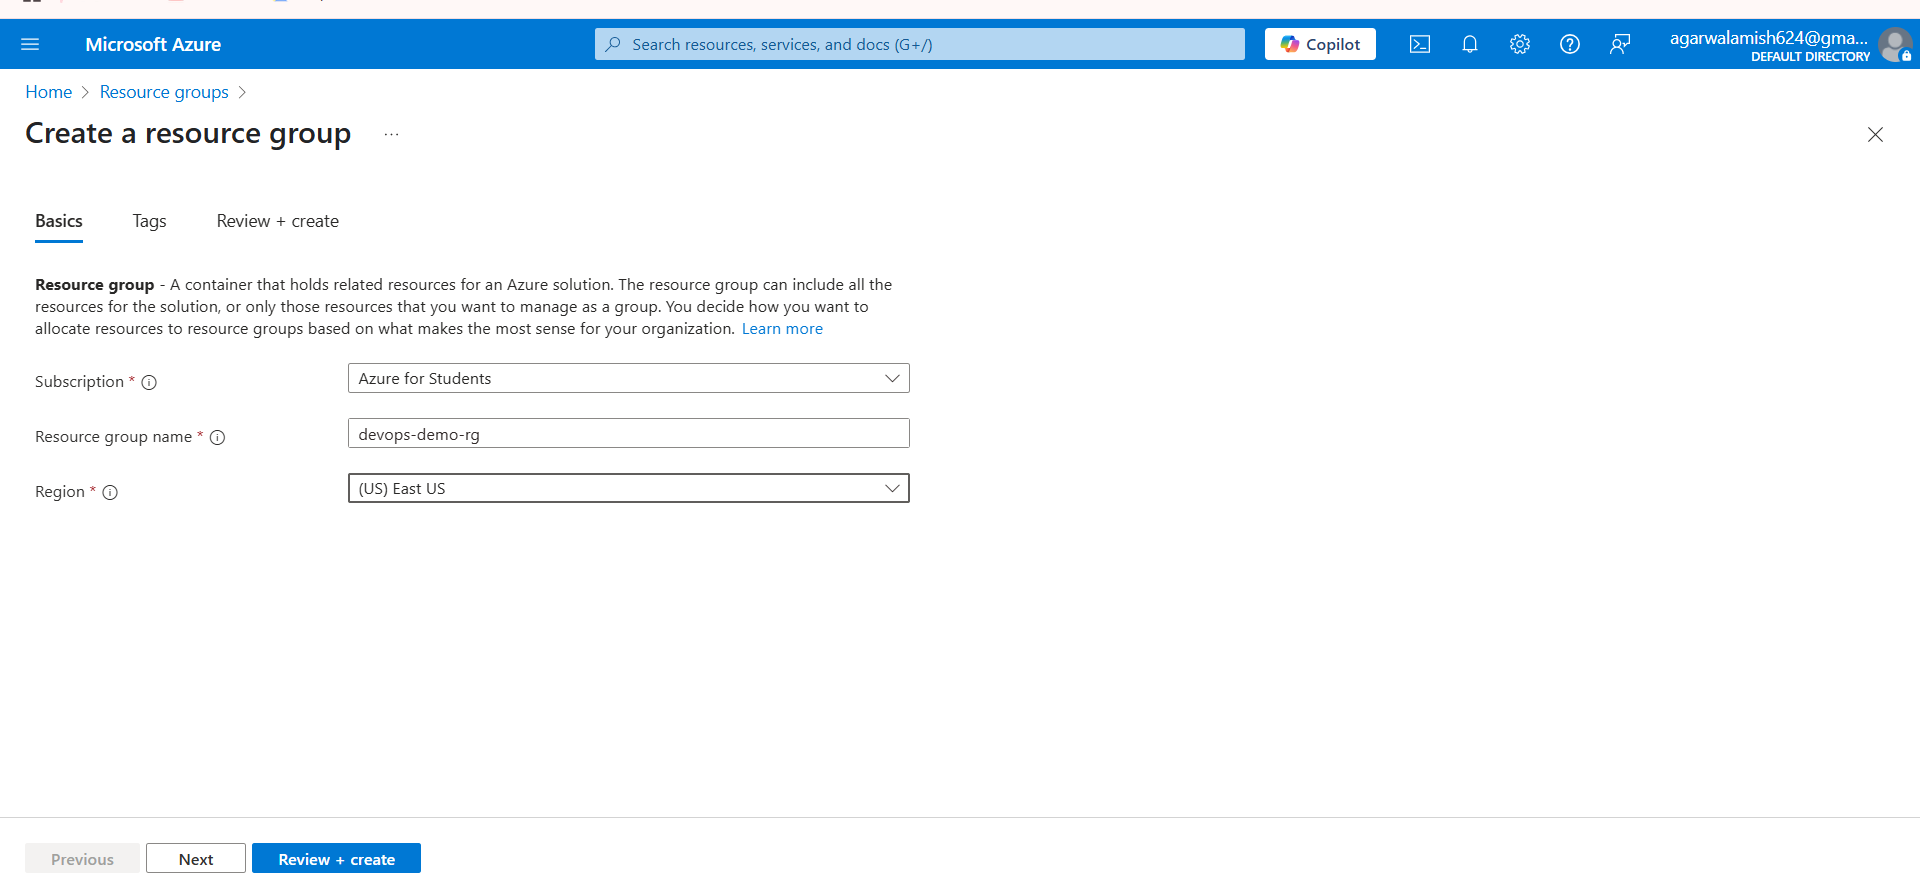 Microsoft Azure
Search resources, services, and docs (G+/)
Copilot
agarwalamish624@gma...
DEFAULT DIRECTORY
Home > Resource groups >
Create a resource group ...
Basics Tags Review + create
Resource group - A container that holds related resources for an Azure solution. The resource group can include all the
resources for the solution, or only those resources that you want to manage as a group. You decide how you want to
allocate resources to resource groups based on what makes the most sense for your organization. Learn more
Subscription * Azure for Students
Resource group name * devops-demo-rg
Region * (US) East US
Previous Next Review + create